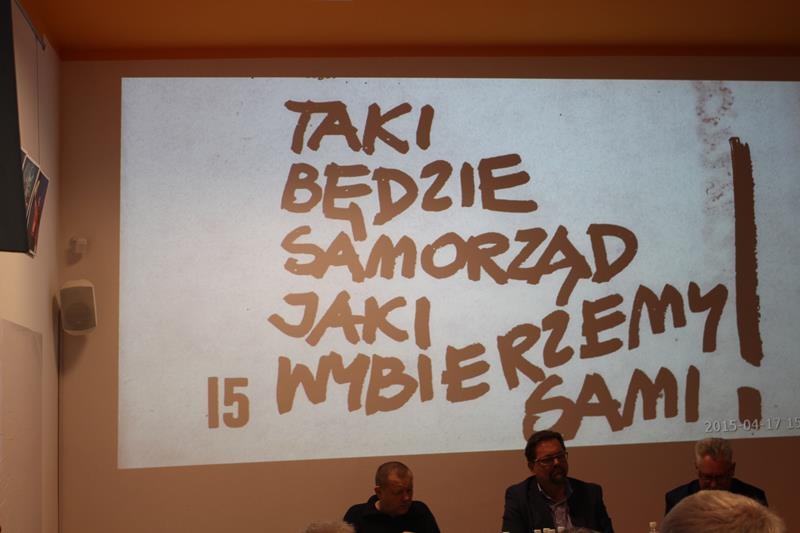 TAKI
BĘDZIE
SAMORZĄD
JAKI
WYBIERZEMY
15
SAMI!
2015-04-17 15